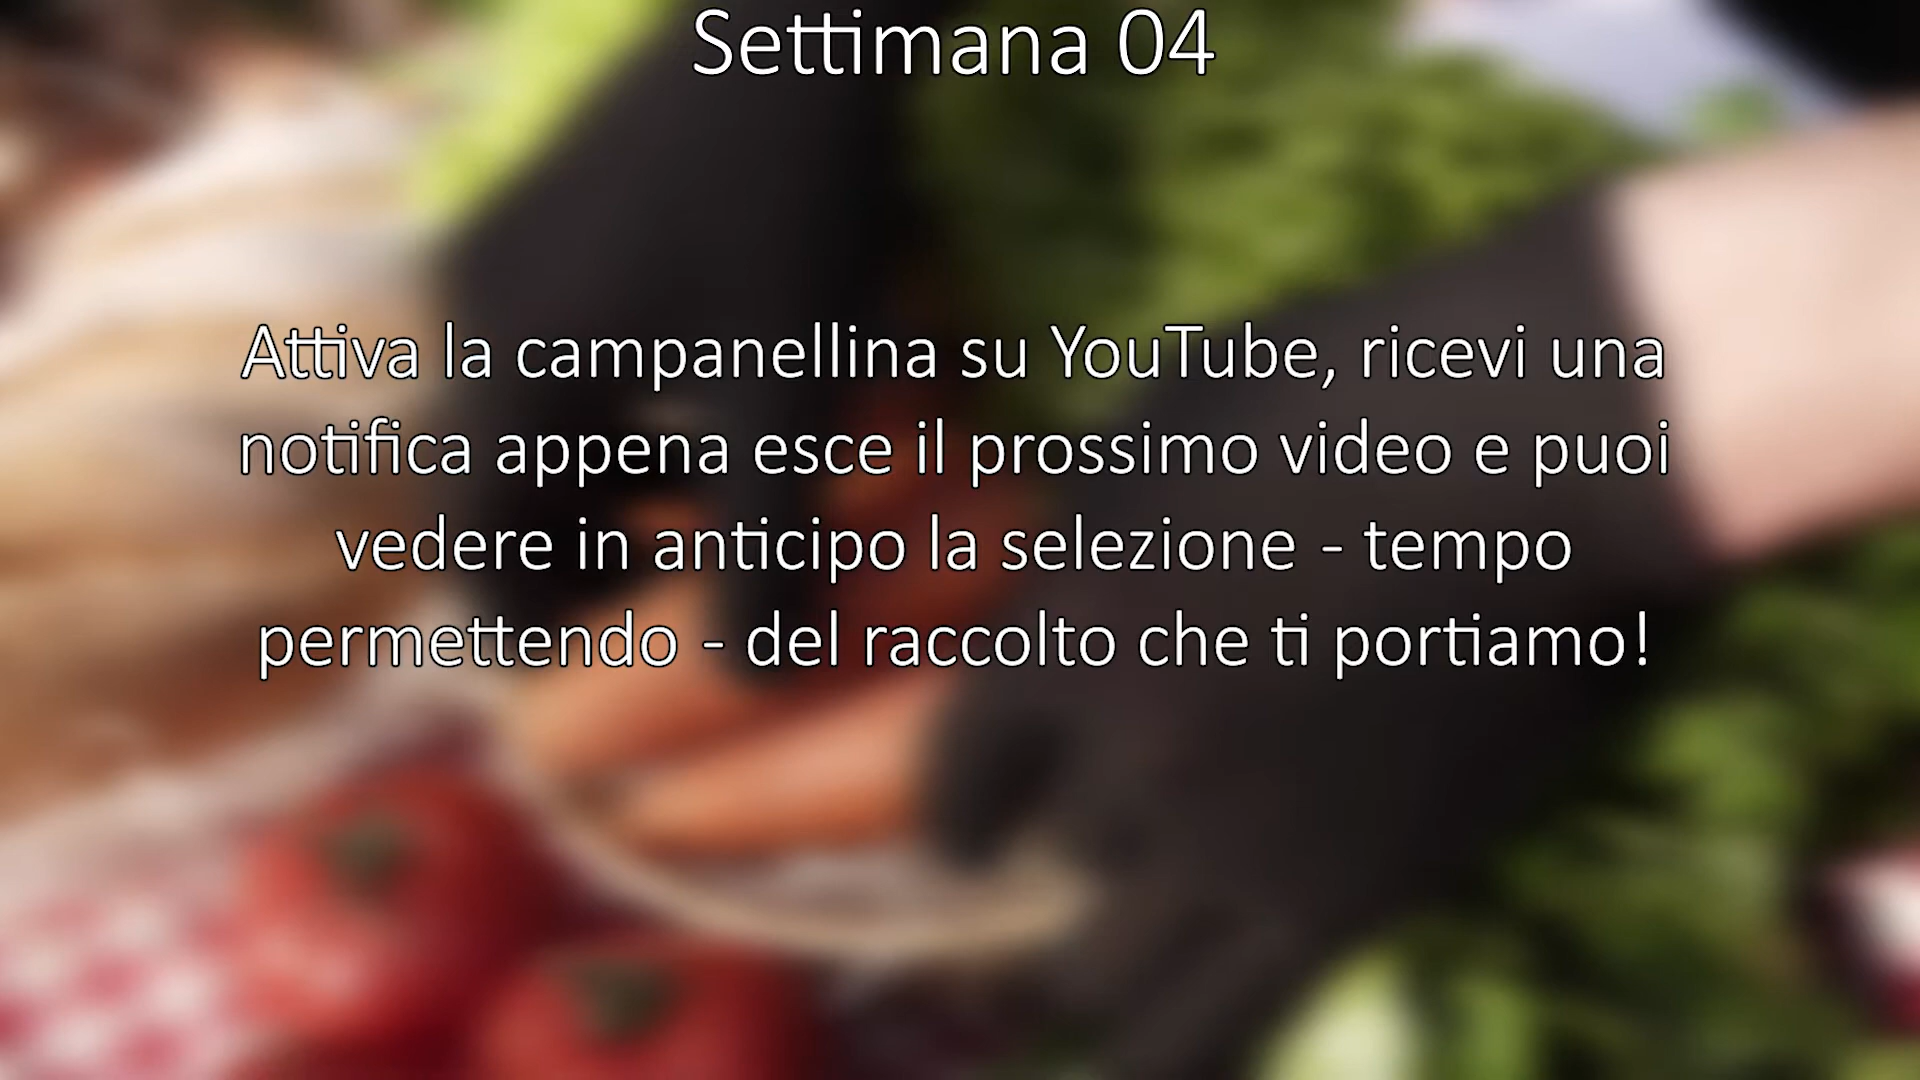 Settimana 04
Attiva la campanellina su YouTube, ricevi una
notifica appena esce il prossimo video e puoi
vedere in anticipo la selezione - tempo
permettendo - del raccolto che ti portiamo!